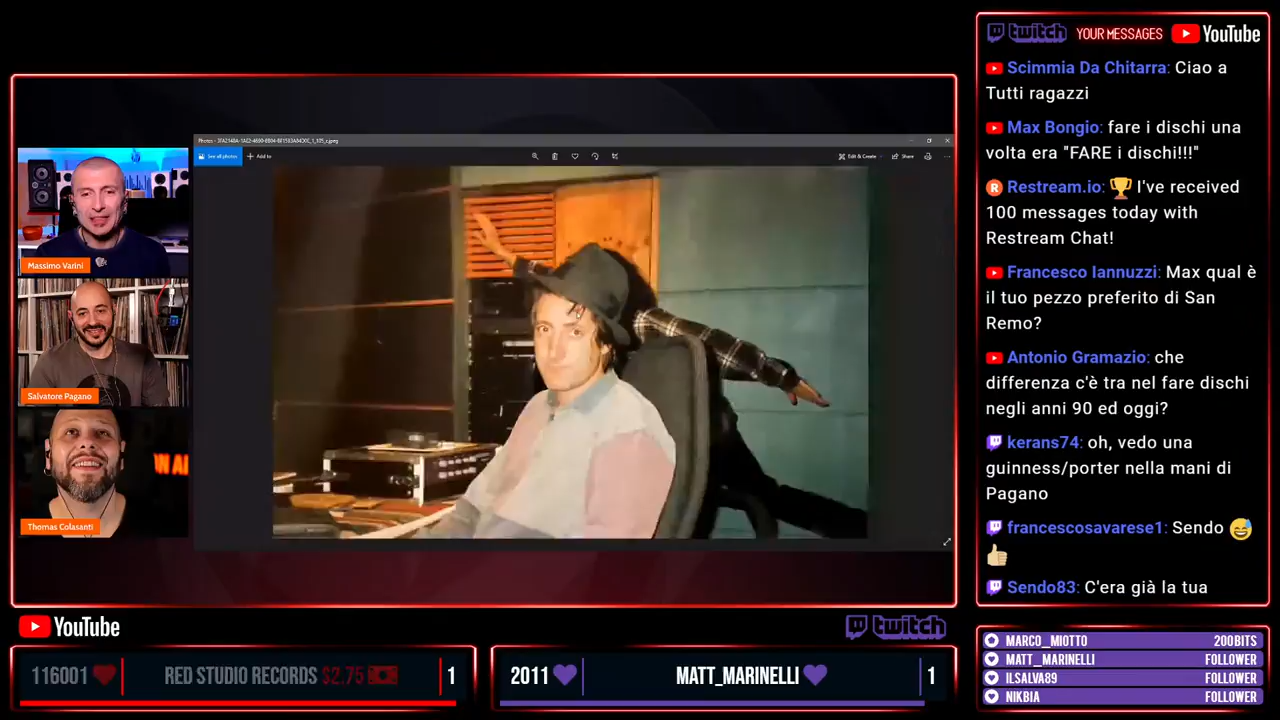 twitch YOUR MESSAGES YouTube
Scimmia Da Chitarra: Ciao a
Tutti ragazzi
Max Bongio: fare i dischi una
volta era "FARE i dischi!!!"
Restream.io: 🏆 I've received
100 messages today with
Restream Chat!
Francesco Iannuzzi: Max qual è
il tuo pezzo preferito di San
Remo?
Antonio Gramazio: che
differenza c'è tra nel fare dischi
negli anni 90 ed oggi?
kerans74: oh, vedo una
guinness/porter nella mani di
Pagano
francescosavarese1: Sendo 😅
👍🏼
Sendo83: C'era già la tua
See all photos Add to
Edit & Create Share
Massimo Varini
Salvatore Pagano
ON AI
Thomas Colasanti
YouTube
twitch
116001 RED STUDIO RECORDS $2.75 1
2011 MATT_MARINELLI 1
MARCO_MIOTTO 200BITS
MATT_MARINELLI FOLLOWER
ILSALVA89 FOLLOWER
NIKBIA FOLLOWER